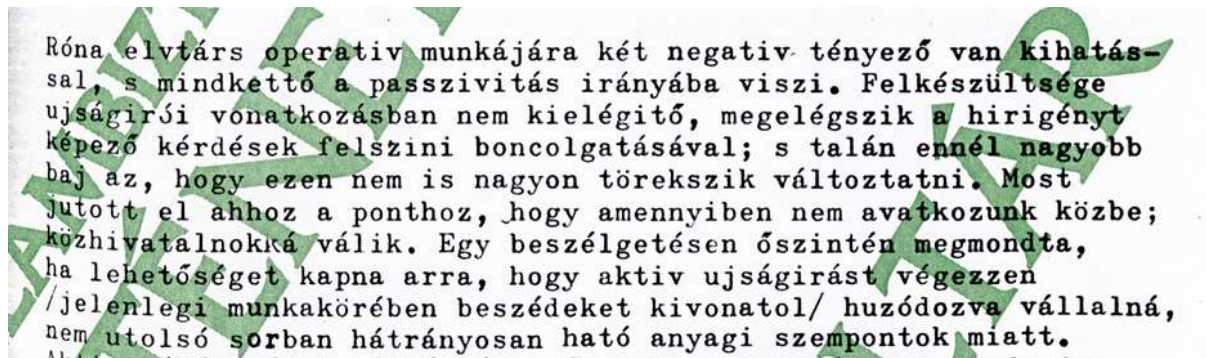 Róna elvtárs operativ munkájára két negativ tényező van kihatás-
sal, s mindkettő a passzivitás irányába viszi. Felkészültsége
ujságirói vonatkozásban nem kielégitő, megelégszik a hirigényt
képező kérdések felszini boncolgatásával; s talán ennél nagyobb
baj az, hogy ezen nem is nagyon törekszik változtatni. Most
jutott el ahhoz a ponthoz, hogy amennyiben nem avatkozunk közbe;
közhivatalnokká válik. Egy beszélgetésen őszintén megmondta,
ha lehetőséget kapna arra, hogy aktiv ujságirást végezzen
/jelenlegi munkakörében beszédeket kivonatol/ huzódozva vállalná,
nem utolsó sorban hátrányosan ható anyagi szempontok miatt.